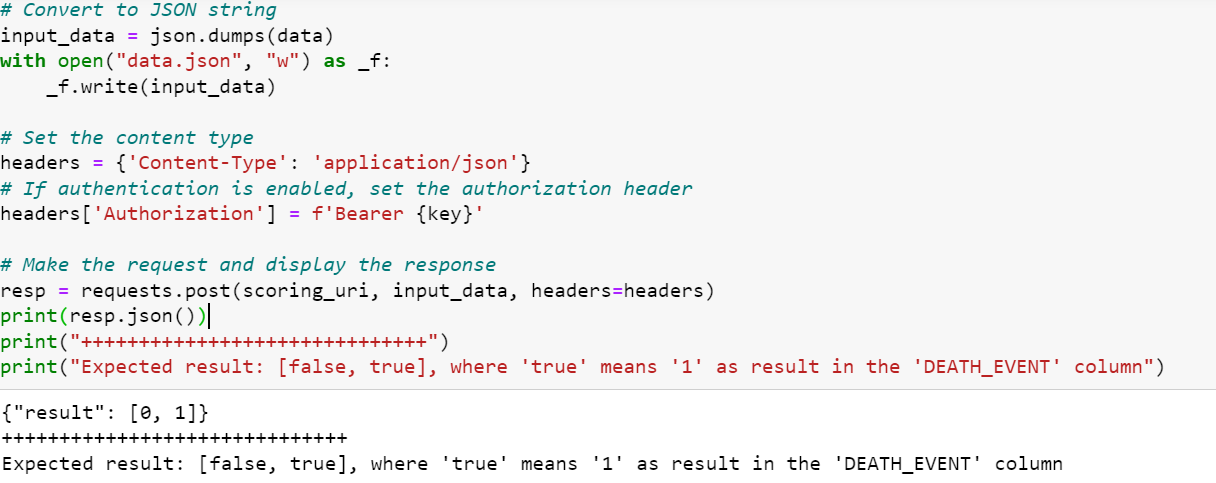 # Convert to JSON string
input_data = json.dumps(data)
with open("data.json", "w") as _f:
    _f.write(input_data)

# Set the content type
headers = {'Content-Type': 'application/json'}
# If authentication is enabled, set the authorization header
headers['Authorization'] = f'Bearer {key}'

# Make the request and display the response
resp = requests.post(scoring_uri, input_data, headers=headers)
print(resp.json())
print("++++++++++++++++++++++++++++++")
print("Expected result: [false, true], where 'true' means '1' as result in the 'DEATH_EVENT' column")
{"result": [0, 1]}
++++++++++++++++++++++++++++++
Expected result: [false, true], where 'true' means '1' as result in the 'DEATH_EVENT' column